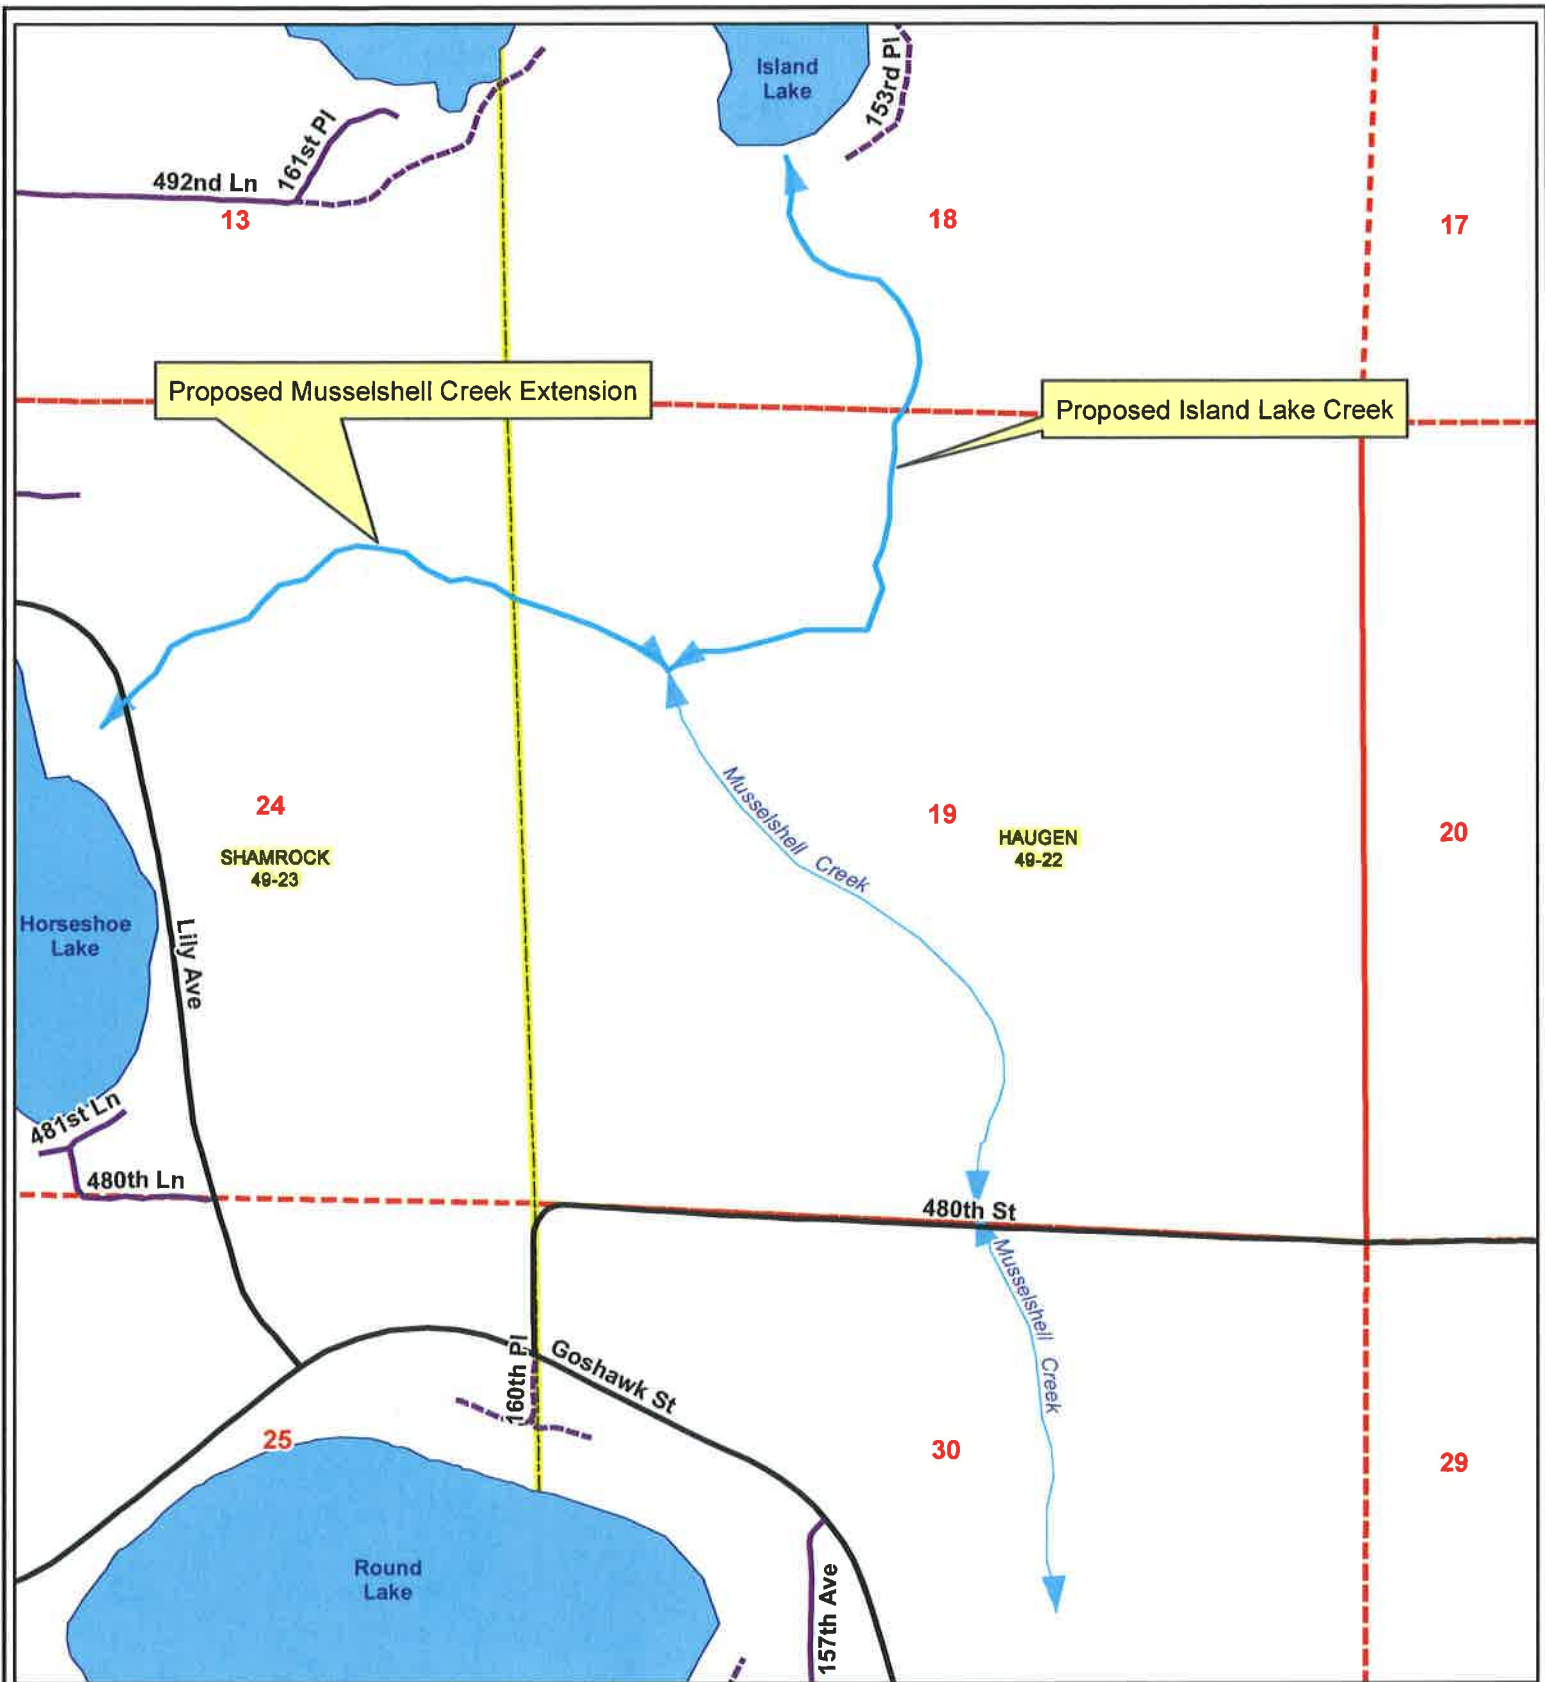 Island
Lake
153rd Pl
161st Pl
492nd Ln
13
18
17
Proposed Musselshell Creek Extension
Proposed Island Lake Creek
Musselshell Creek
24
19
20
SHAMROCK
49-23
HAUGEN
49-22
Horseshoe
Lake
Lily Ave
481st Ln
480th Ln
480th St
Musselshell Creek
160th Pl
Goshawk St
25
30
29
Round
Lake
157th Ave